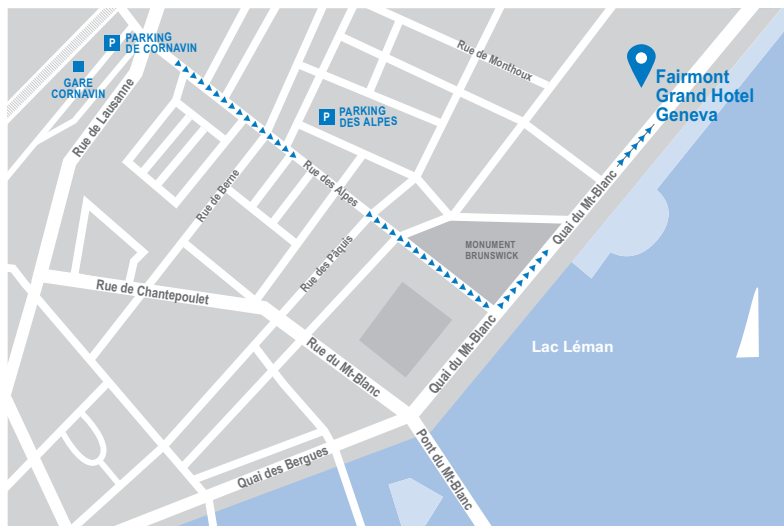 P PARKING
DE CORNAVIN
GARE
CORNAVIN
Rue de Lausanne
Rue de Monthoux
Fairmont
Grand Hotel
Geneva
P PARKING
DES ALPES
Rue des Alpes
Rue de Berne
Quai du Mt-Blanc
MONUMENT
BRUNSWICK
Rue des Pâquis
Rue de Chantepoulet
Rue du Mt-Blanc
Quai du Mt-Blanc
Lac Léman
Quai des Bergues
Pont du Mt-Blanc